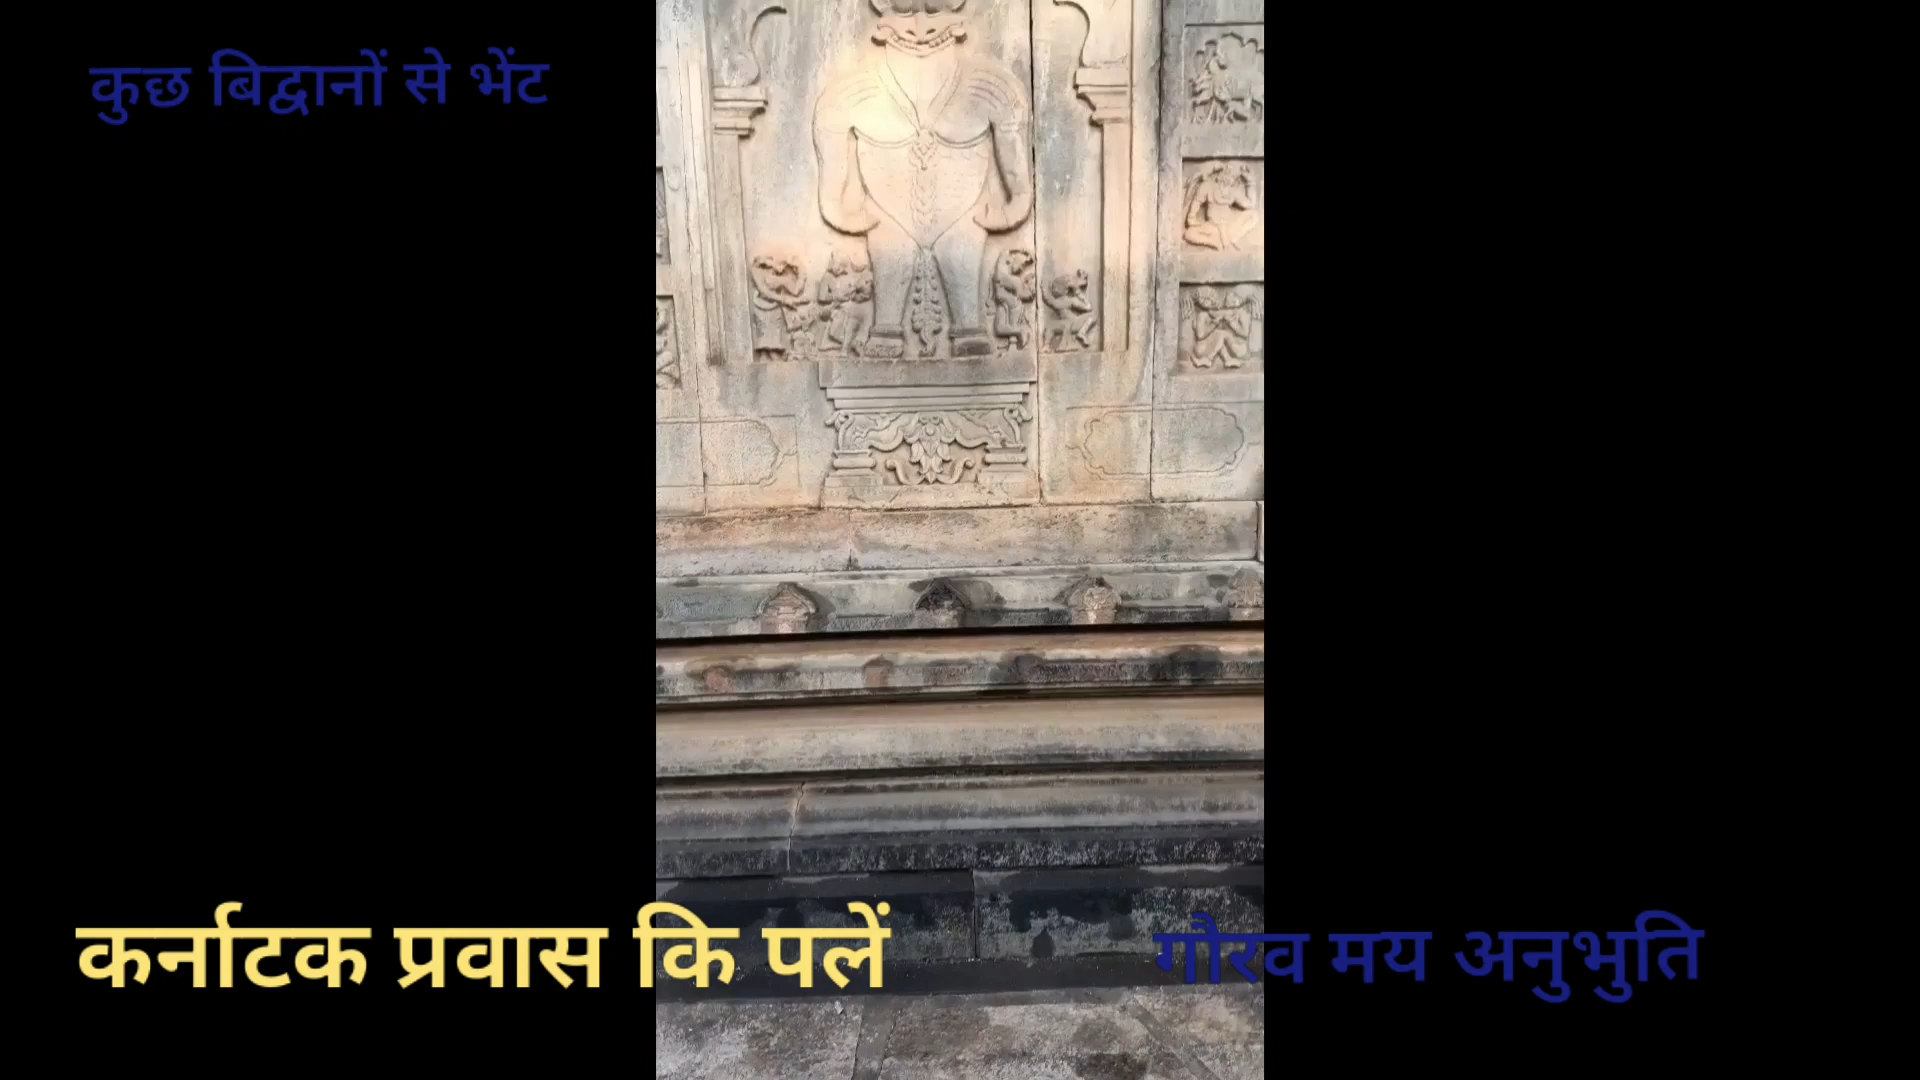 कुछ बिद्वानों से भेंट
कर्नाटक प्रवास कि पलें
गौरव मय अनुभुति